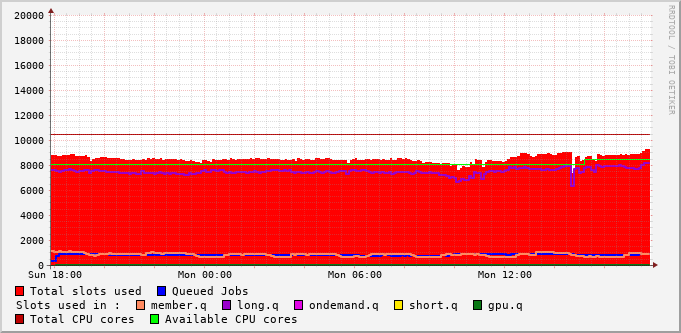 20000
18000
16000
14000
12000
10000
8000
6000
4000
2000
0
Sun 18:00 Mon 00:00 Mon 06:00 Mon 12:00
RRDTOOL / TOBI OETIKER
Total slots used Queued Jobs
Slots used in : member.q long.q ondemand.q short.q gpu.q
Total CPU cores Available CPU cores